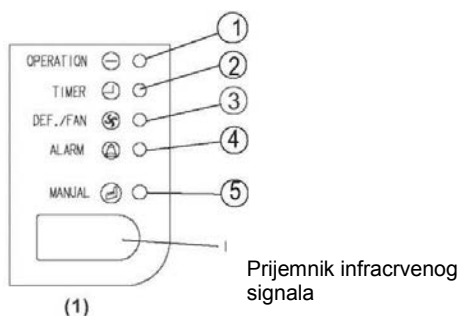 OPERATION 1
TIMER 2
DEF./FAN 3
ALARM 4
MANUAL 5
Prijemnik infracrvenog
signala
(1)